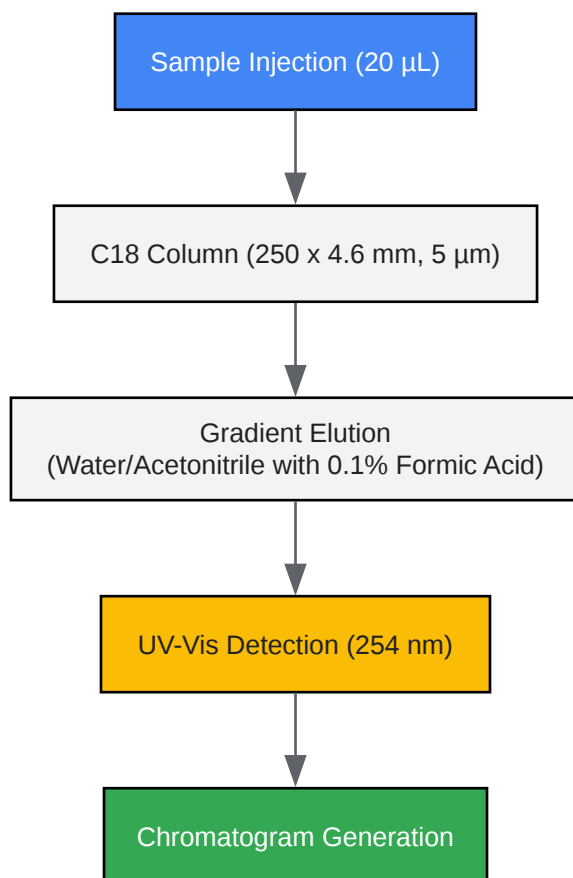 Sample Injection (20 µL)
C18 Column (250 x 4.6 mm, 5 µm)
Gradient Elution
(Water/Acetonitrile with 0.1% Formic Acid)
UV-Vis Detection (254 nm)
Chromatogram Generation